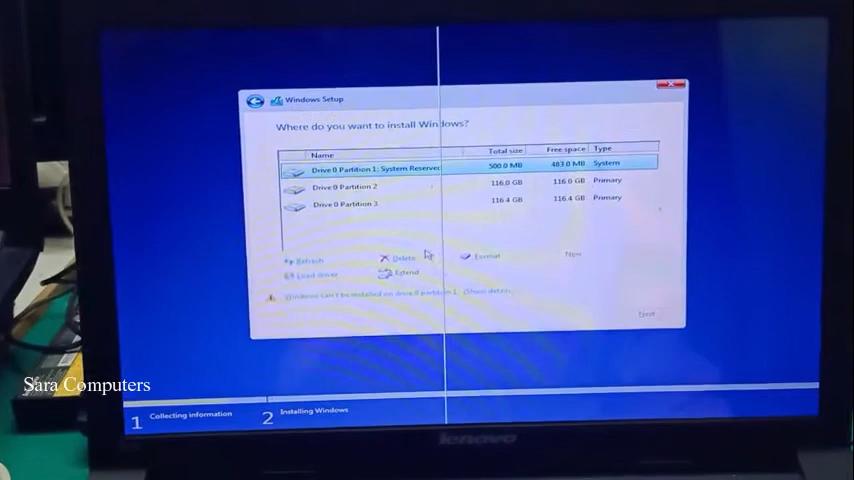 Windows Setup
Where do you want to install Windows?
Name Total size Free space Type
Drive 0 Partition 1: System Reserved 500.0 MB 483.0 MB System
Drive 0 Partition 2 116.0 GB 116.0 GB Primary
Drive 0 Partition 3 116.4 GB 116.4 GB Primary
Refresh Delete Format New
Load driver Extend
Windows can't be installed on drive 0 partition 1. (Show details)
Next
Sara Computers
1 Collecting information 2 Installing Windows
lenovo